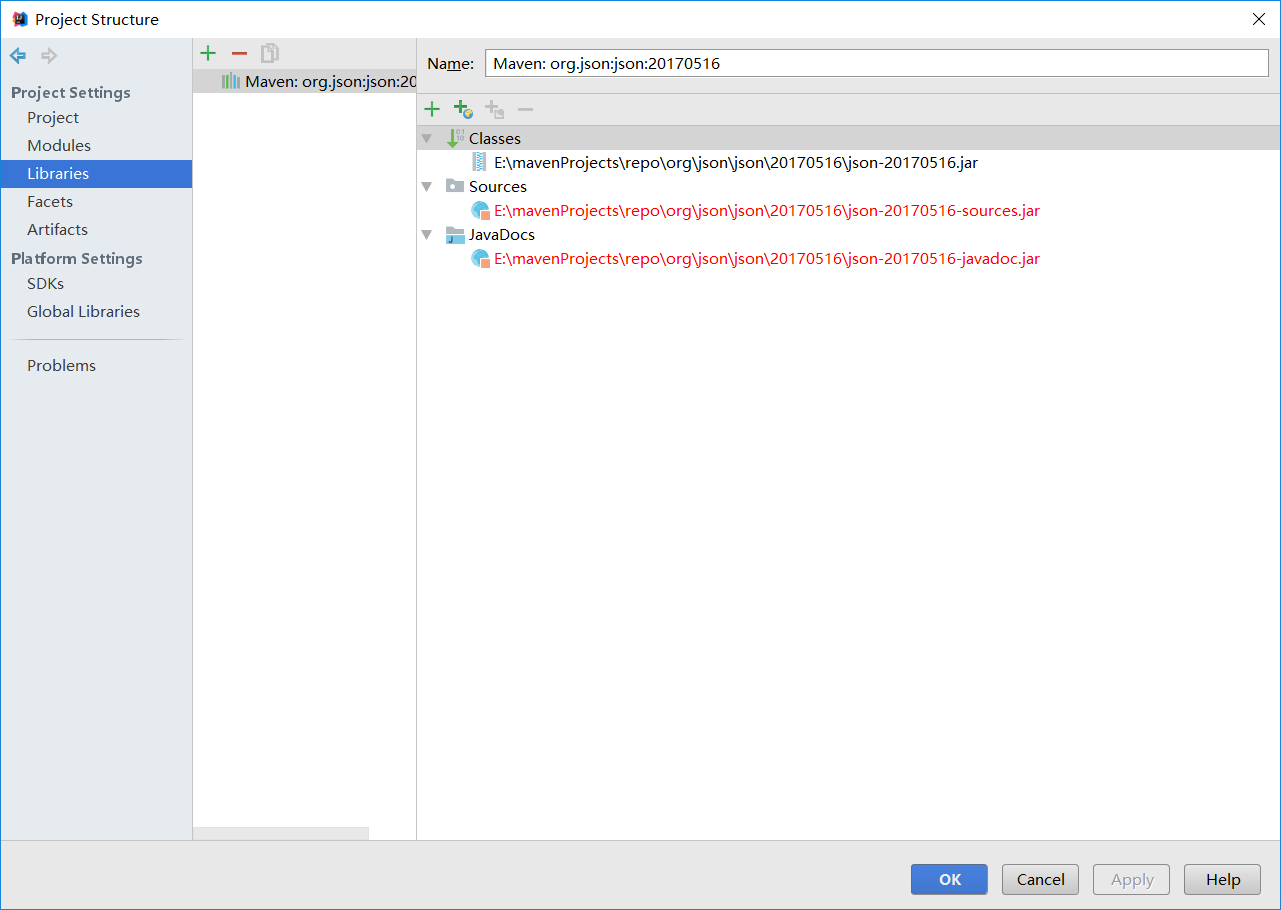 Project Structure
Project Settings
Project
Modules
Libraries
Facets
Artifacts
Platform Settings
SDKs
Global Libraries
Problems
Maven: org.json:json:20
Name: Maven: org.json:json:20170516
Classes
E:\mavenProjects\repo\org\json\json\20170516\json-20170516.jar
Sources
E:\mavenProjects\repo\org\json\json\20170516\json-20170516-sources.jar
JavaDocs
E:\mavenProjects\repo\org\json\json\20170516\json-20170516-javadoc.jar
OK Cancel Apply Help